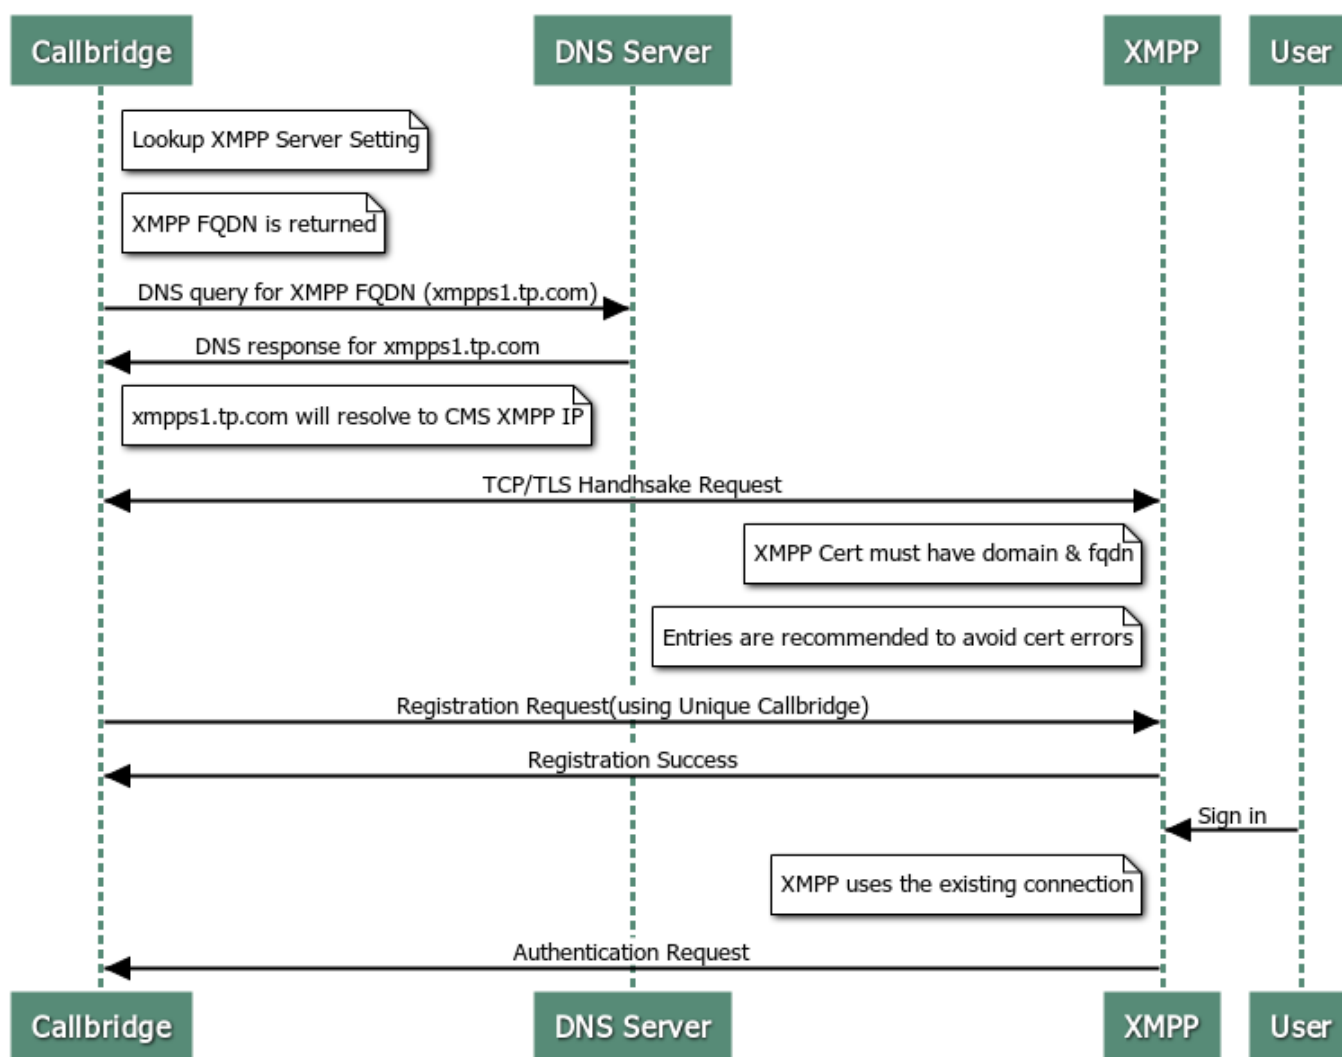 Callbridge DNS Server XMPP User
Lookup XMPP Server Setting
XMPP FQDN is returned
DNS query for XMPP FQDN (xmpps1.tp.com)
DNS response for xmpps1.tp.com
xmpps1.tp.com will resolve to CMS XMPP IP
TCP/TLS Handhsake Request
XMPP Cert must have domain & fqdn
Entries are recommended to avoid cert errors
Registration Request(using Unique Callbridge)
Registration Success
Sign in
XMPP uses the existing connection
Authentication Request
Callbridge DNS Server XMPP User